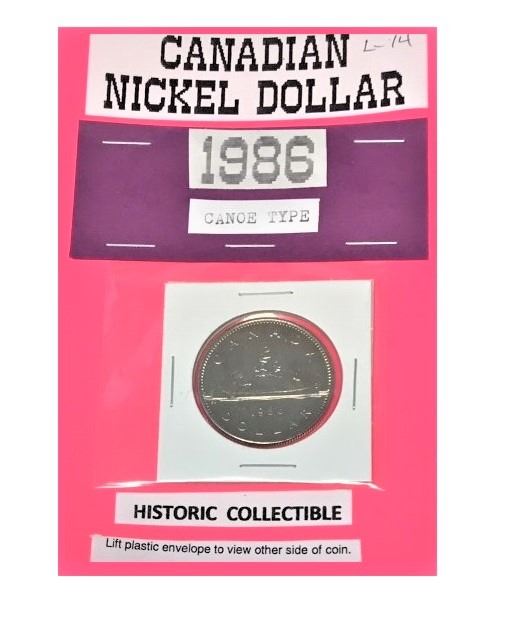 CANADIAN
L-14
NICKEL DOLLAR
1986
CANOE TYPE
CANADA
1986
DOLLAR
HISTORIC COLLECTIBLE
Lift plastic envelope to view other side of coin.